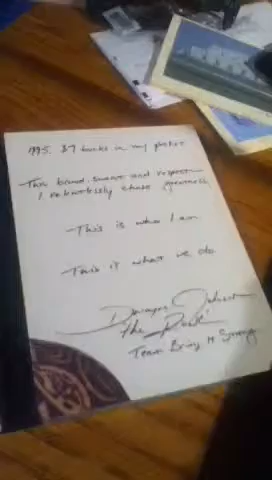 1995. $7 bucks in my pocket
This brand sweat and respect
I relentlessly chase greatness
This is who I am
This is what we do
Dwayne Johnson
'The Rock'
Team Bring It Strong